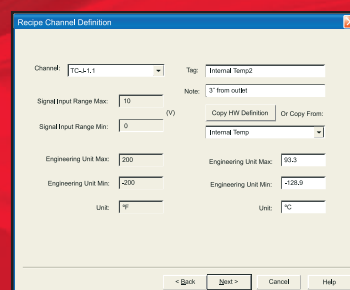 Recipe Channel Definition
Channel: TC-J-1.1 Tag: Internal Temp2
Note: 3" from outlet
Signal Input Range Max: 10
(V) Copy HW Definition Or Copy From:
Signal Input Range Min: 0 Internal Temp
Engineering Unit Max: 200 Engineering Unit Max: 93.3
Engineering Unit Min: -200 Engineering Unit Min: -128.9
Unit: °F Unit: °C
< Back Next > Cancel Help